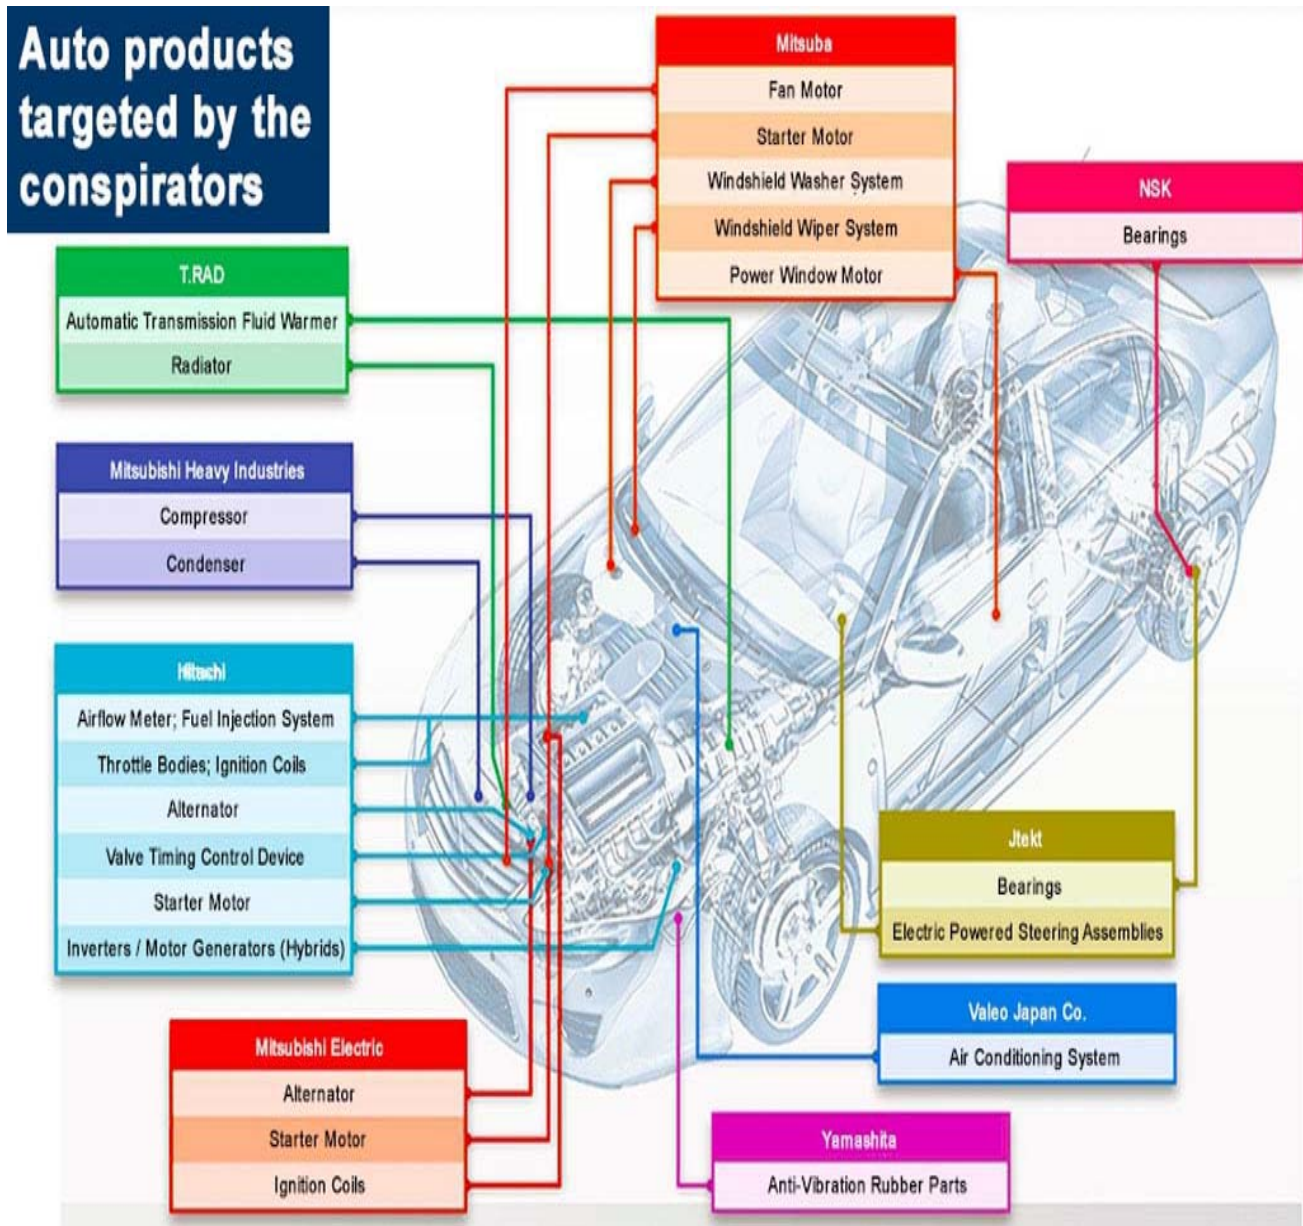 Auto products
targeted by the
conspirators
Mitsuba
Fan Motor
Starter Motor
Windshield Washer System
Windshield Wiper System
Power Window Motor
NSK
Bearings
T.RAD
Automatic Transmission Fluid Warmer
Radiator
Mitsubishi Heavy Industries
Compressor
Condenser
Hitachi
Airflow Meter; Fuel Injection System
Throttle Bodies; Ignition Coils
Alternator
Valve Timing Control Device
Starter Motor
Inverters / Motor Generators (Hybrids)
Jtekt
Bearings
Electric Powered Steering Assemblies
Valeo Japan Co.
Air Conditioning System
Mitsubishi Electric
Alternator
Starter Motor
Ignition Coils
Yamashita
Anti-Vibration Rubber Parts